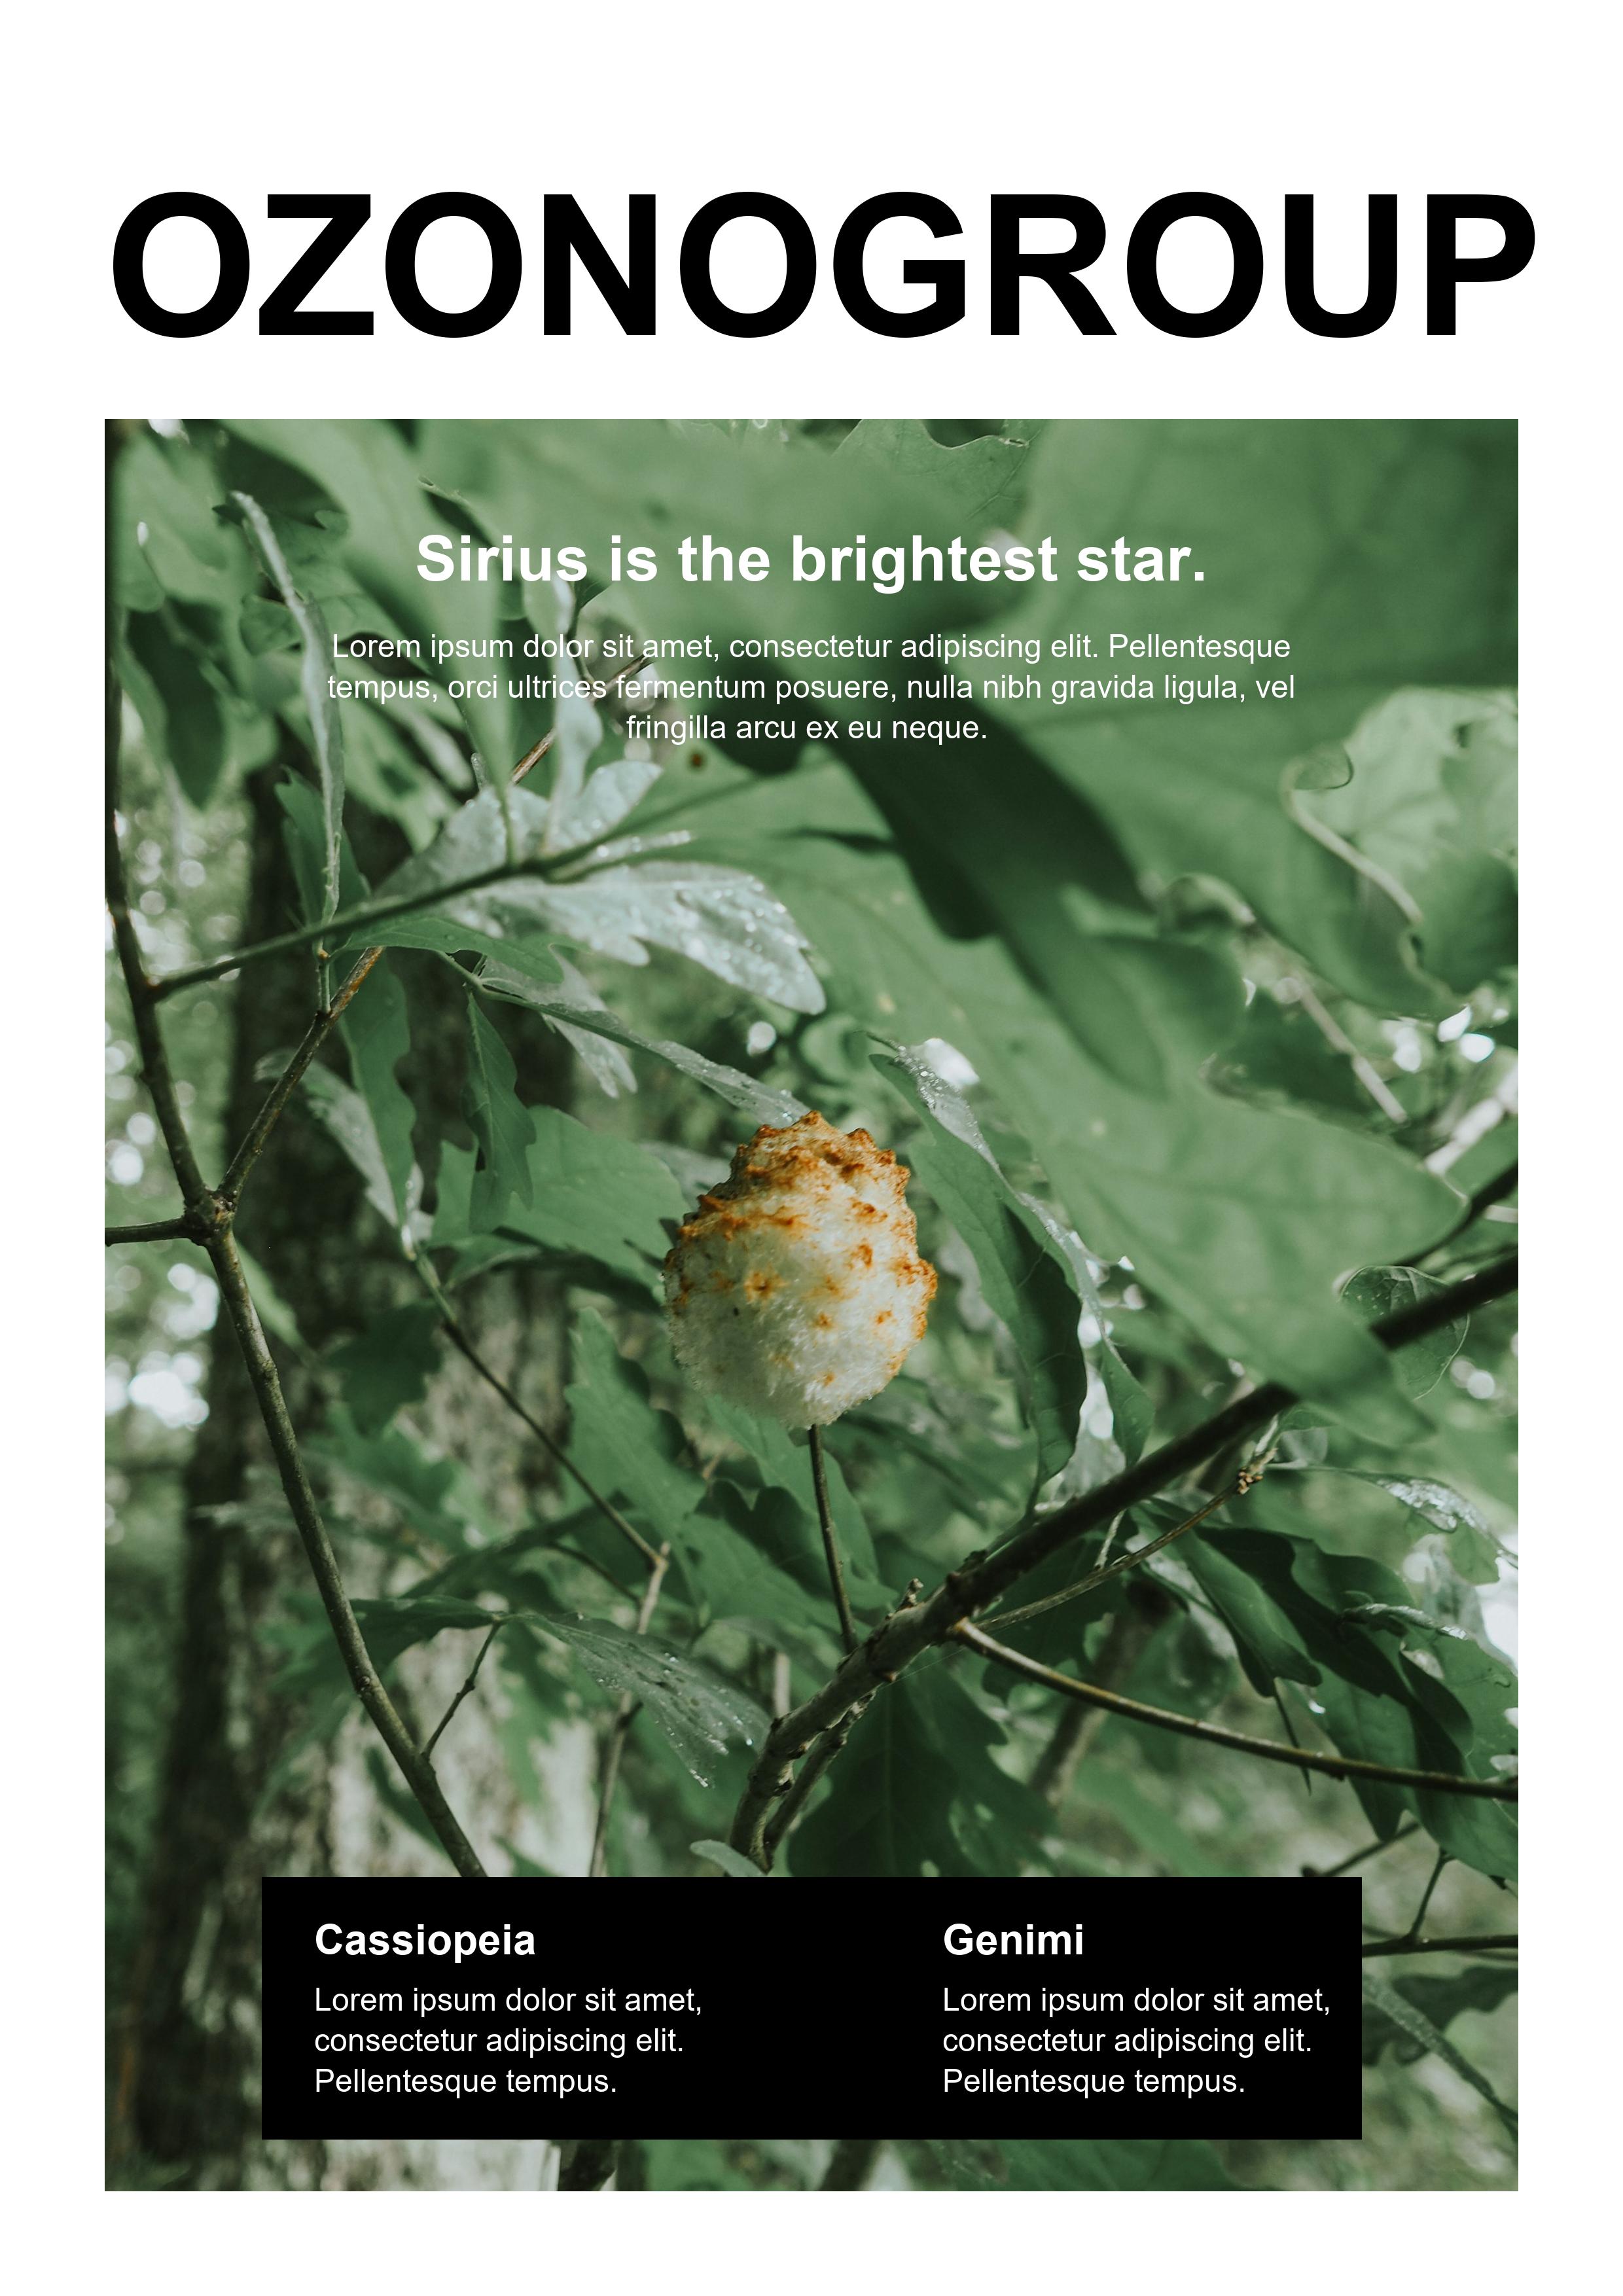 OZONOGROUP
Sirius is the brightest star.
Lorem ipsum dolor sit amet, consectetur adipiscing elit. Pellentesque
tempus, orci ultrices fermentum posuere, nulla nibh gravida ligula, vel
fringilla arcu ex eu neque.
Cassiopeia
Lorem ipsum dolor sit amet,
consectetur adipiscing elit.
Pellentesque tempus.
Genimi
Lorem ipsum dolor sit amet,
consectetur adipiscing elit.
Pellentesque tempus.